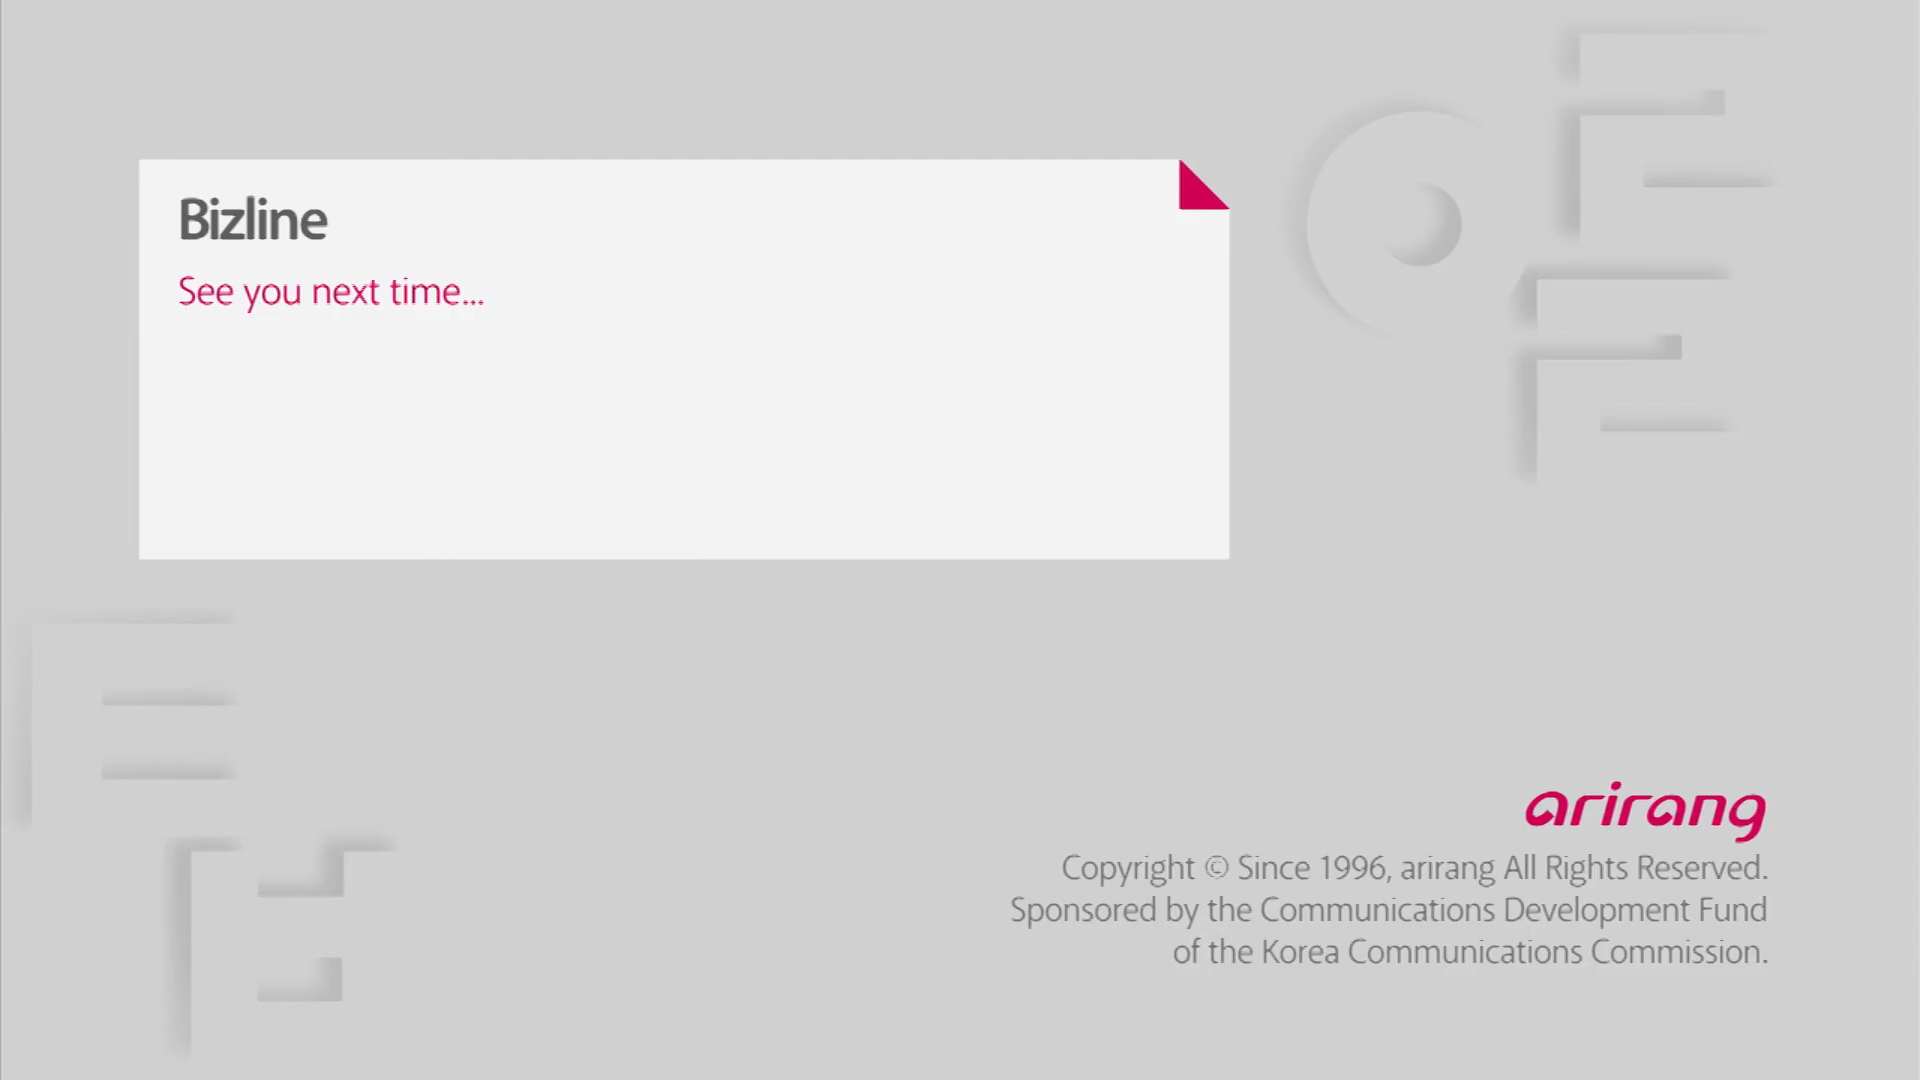 Bizline
See you next time...
arirang
Copyright © Since 1996, arirang All Rights Reserved.
Sponsored by the Communications Development Fund
of the Korea Communications Commission.